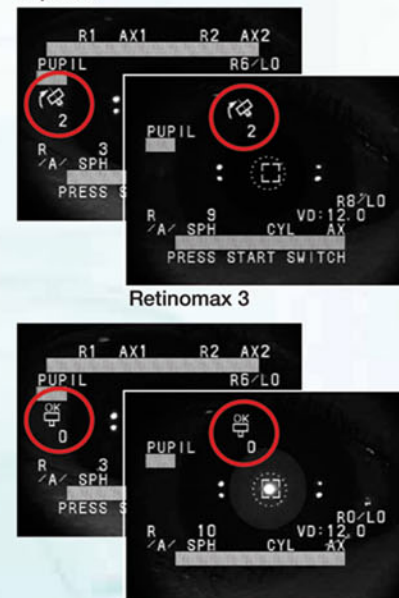 R1 AX1 R2 AX2
PUPIL R6/LO
2
R 3
/A/ SPH
PRESS S
PUPIL
2
R8/LO
R 9 VD:12.0
/A/ SPH CYL AX
PRESS START SWITCH
Retinomax 3
R1 AX1 R2 AX2
PUPIL R6/LO
OK
0
R 3
/A/ SPH
PRESS S
PUPIL
OK
0
R0/LO
R 10 VD:12.0
/A/ SPH CYL AX